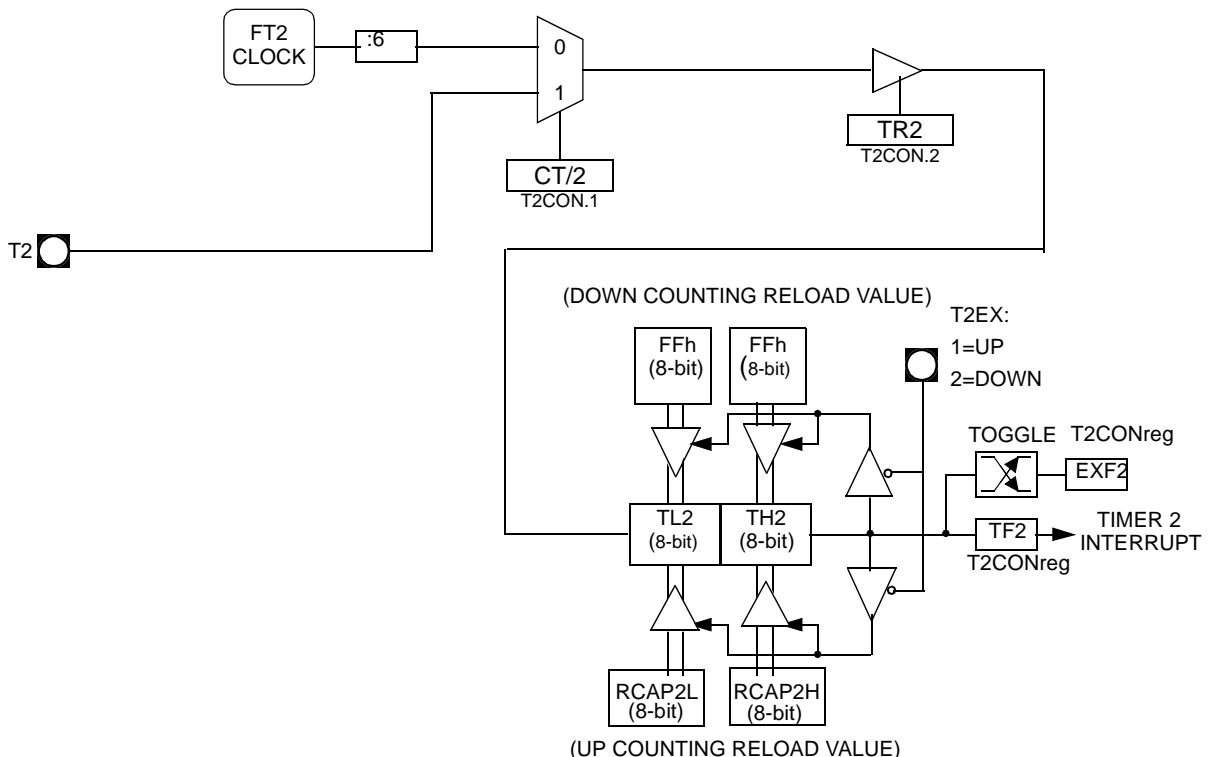 FT2
CLOCK
:6
0
1
TR2
T2CON.2
CT/2
T2CON.1
T2
(DOWN COUNTING RELOAD VALUE)
T2EX:
1=UP
2=DOWN
FFh
(8-bit)
FFh
(8-bit)
TOGGLE
T2CONreg
EXF2
TL2
(8-bit)
TH2
(8-bit)
TF2
T2CONreg
TIMER 2
INTERRUPT
RCAP2L
(8-bit)
RCAP2H
(8-bit)
(UP COUNTING RELOAD VALUE)